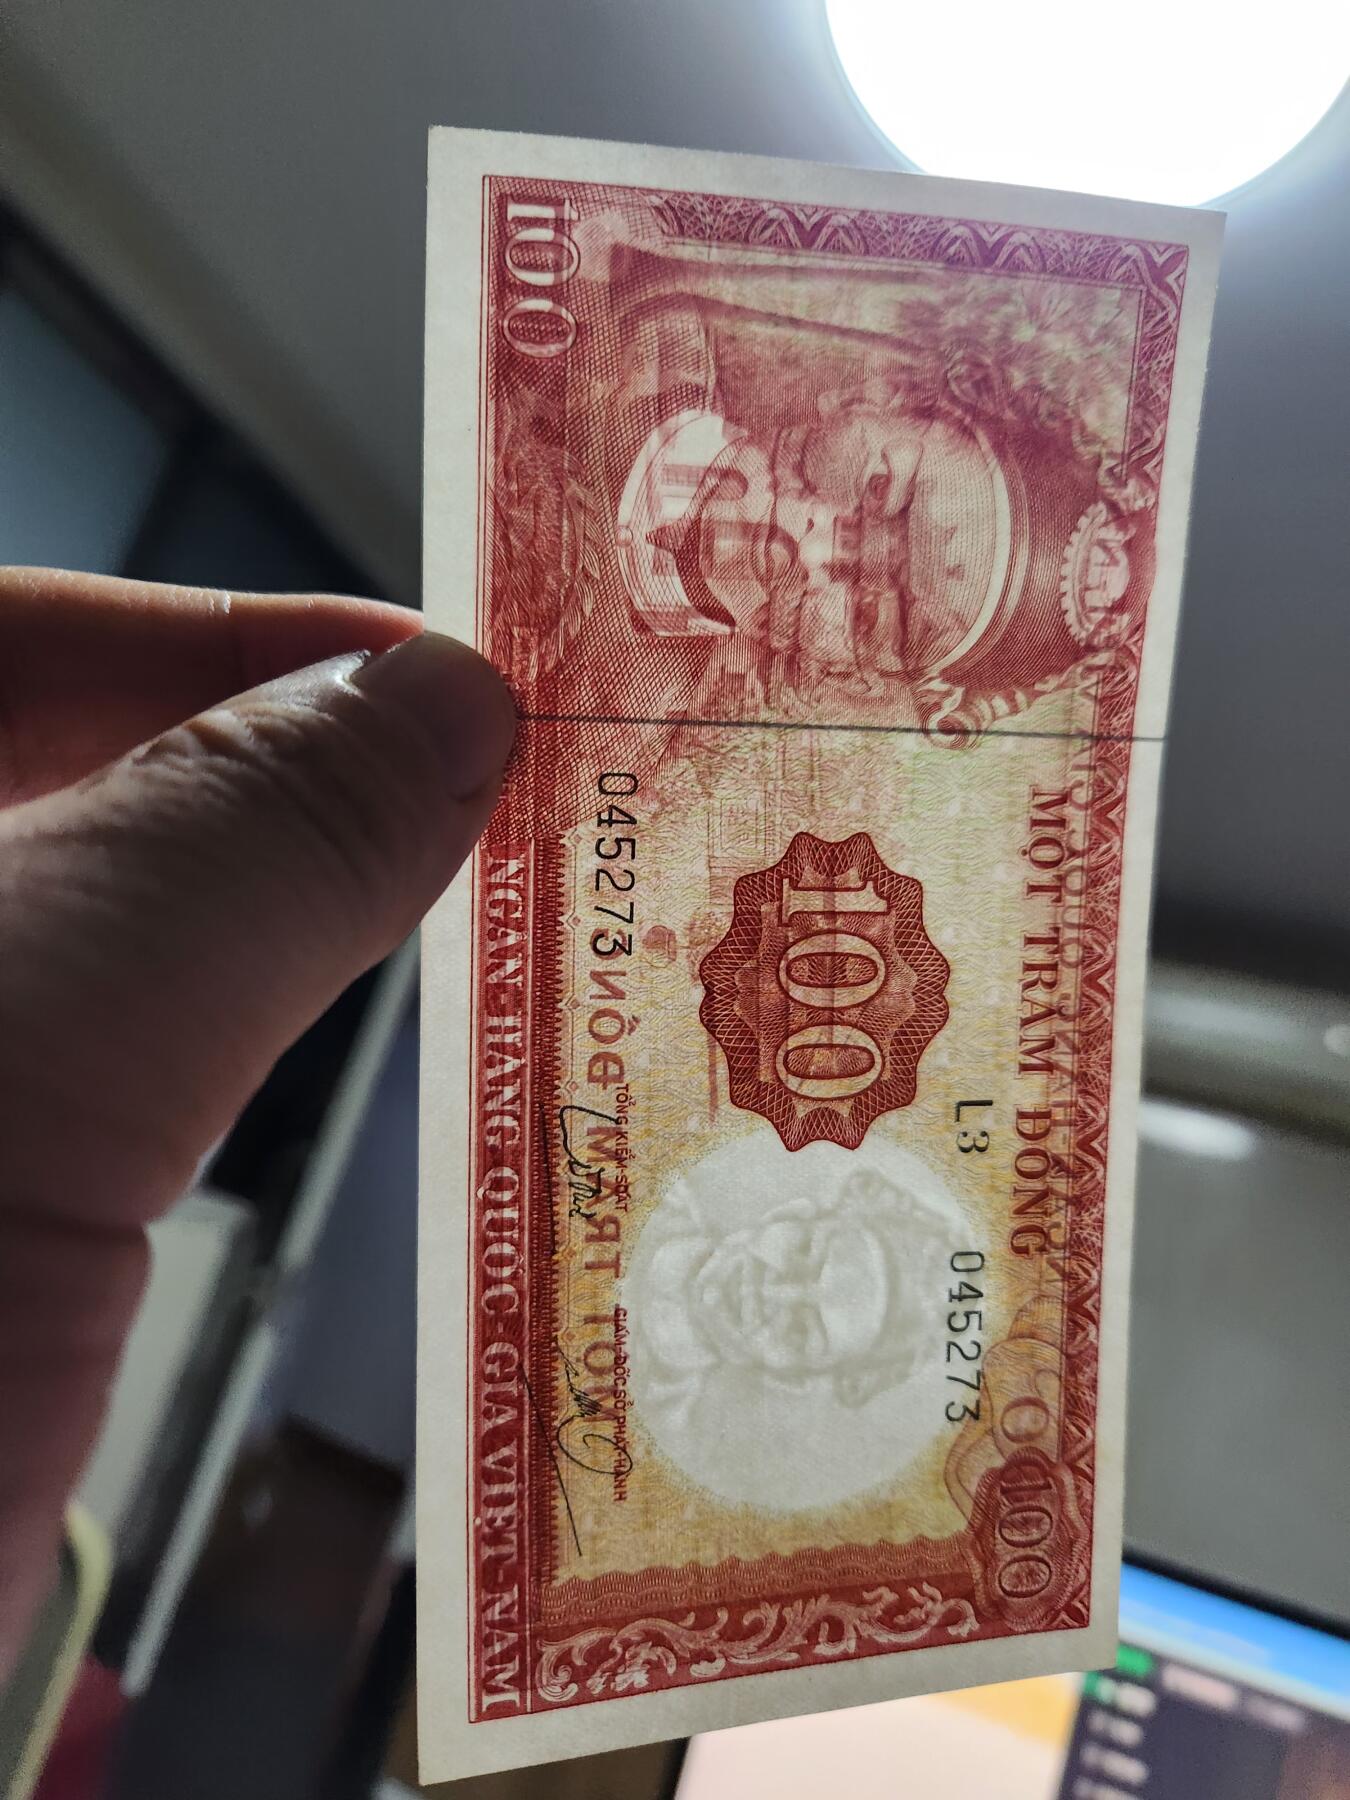 100
MỘT TRĂM ĐỒNG
L3
045273
100
100
045273
TỔNG KIỂM-SOÁT
GIÁM-ĐỐC SỞ PHÁT-HÀNH
NGÂN-HÀNG QUỐC-GIA VIỆT-NAM